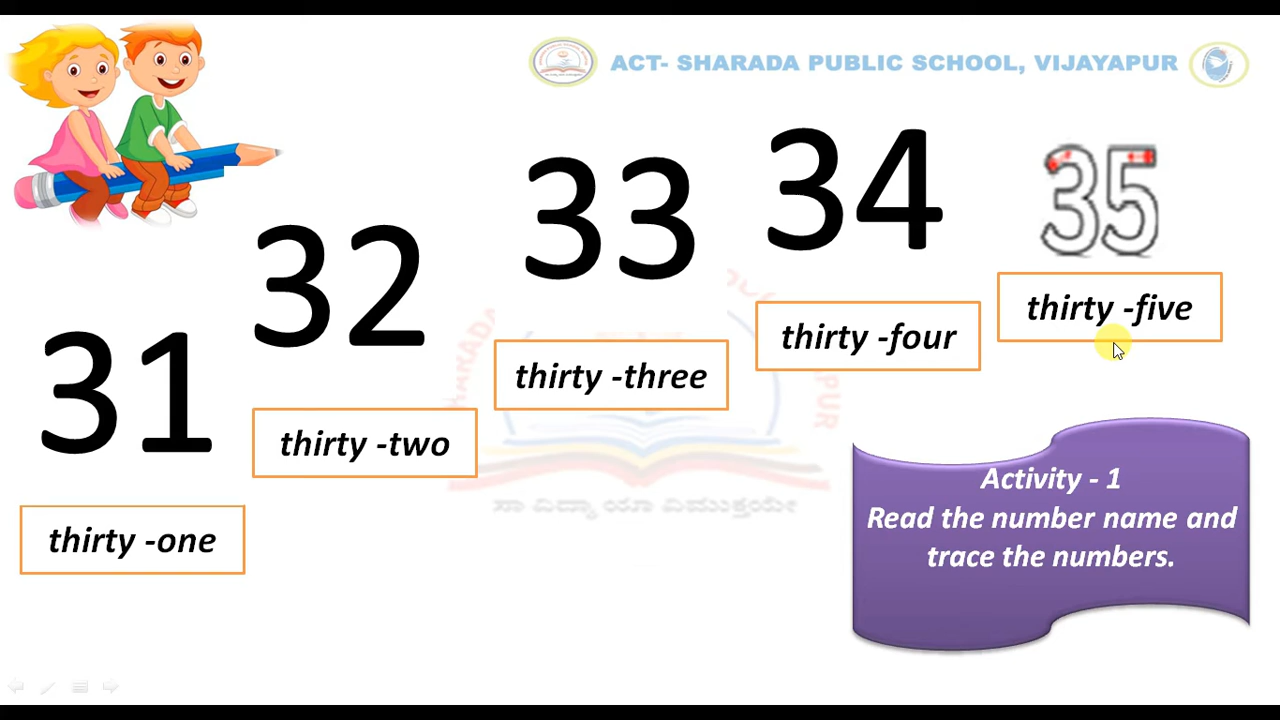 ACT- SHARADA PUBLIC SCHOOL, VIJAYAPUR
31
32
33
34
35
thirty -one
thirty -two
thirty -three
thirty -four
thirty -five
Activity - 1
Read the number name and
trace the numbers.
ಸಾ ವಿದ್ಯಾ ಯಾ ವಿಮುಕ್ತಯೇ